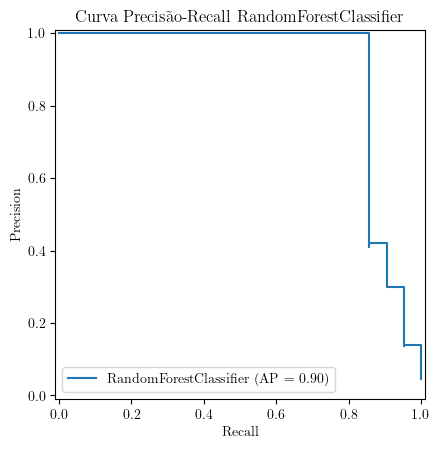 Curva Precisão-Recall RandomForestClassifier
1.0
0.8
0.6
0.4
0.2
0.0
Precision
RandomForestClassifier (AP = 0.90)
0.0 0.2 0.4 0.6 0.8 1.0
Recall